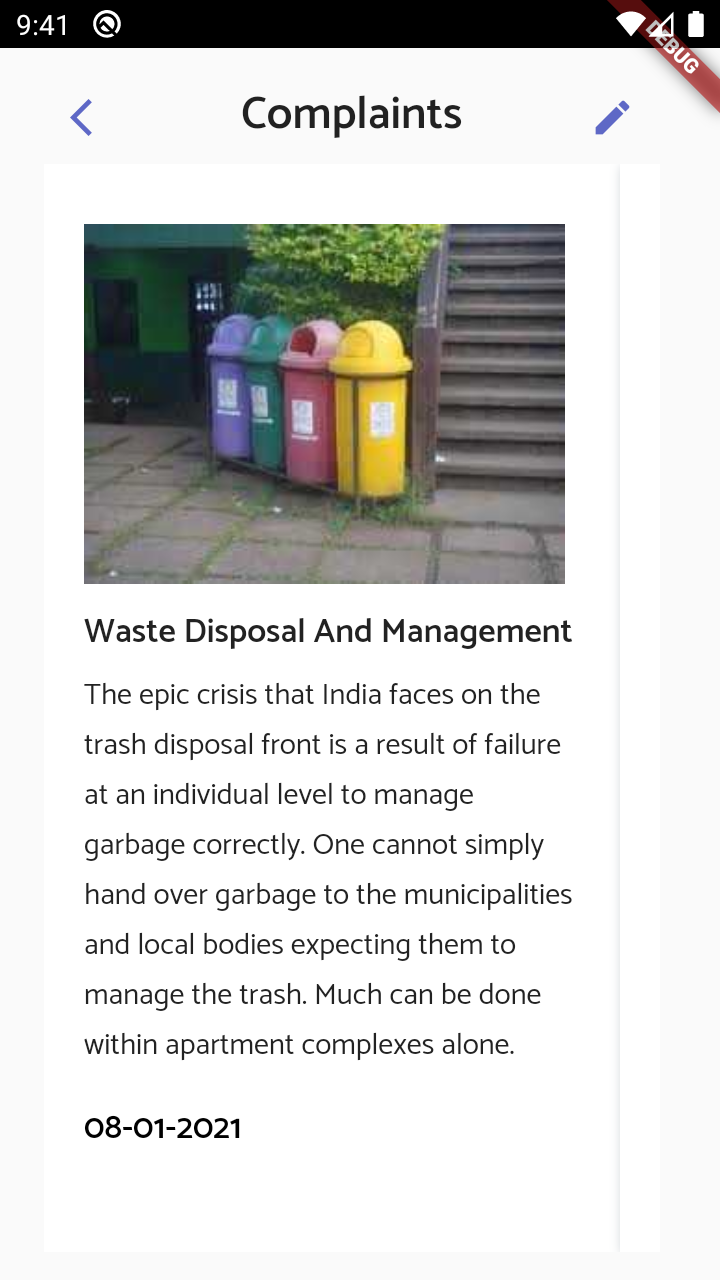 9:41
DEBUG
Complaints
Waste Disposal And Management
The epic crisis that India faces on the
trash disposal front is a result of failure
at an individual level to manage
garbage correctly. One cannot simply
hand over garbage to the municipalities
and local bodies expecting them to
manage the trash. Much can be done
within apartment complexes alone.
08-01-2021